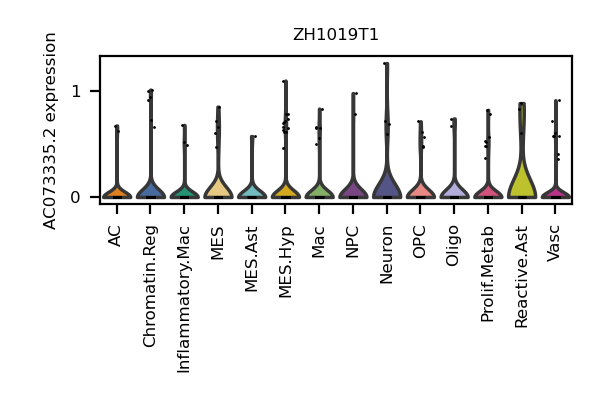 ZH1019T1
AC073335.2 expression
1
0
AC
Chromatin.Reg
Inflammatory.Mac
MES
MES.Ast
MES.Hyp
Mac
NPC
Neuron
OPC
Oligo
Prolif.Metab
Reactive.Ast
Vasc